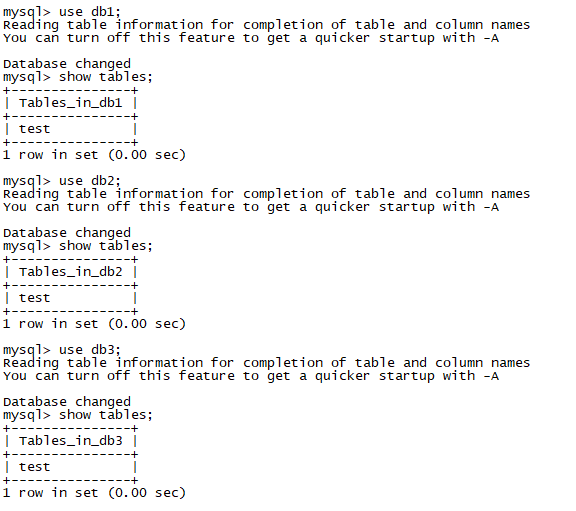 mysql> use db1;
Reading table information for completion of table and column names
You can turn off this feature to get a quicker startup with -A

Database changed
mysql> show tables;
+---------------+
| Tables_in_db1 |
+---------------+
| test          |
+---------------+
1 row in set (0.00 sec)

mysql> use db2;
Reading table information for completion of table and column names
You can turn off this feature to get a quicker startup with -A

Database changed
mysql> show tables;
+---------------+
| Tables_in_db2 |
+---------------+
| test          |
+---------------+
1 row in set (0.00 sec)

mysql> use db3;
Reading table information for completion of table and column names
You can turn off this feature to get a quicker startup with -A

Database changed
mysql> show tables;
+---------------+
| Tables_in_db3 |
+---------------+
| test          |
+---------------+
1 row in set (0.00 sec)